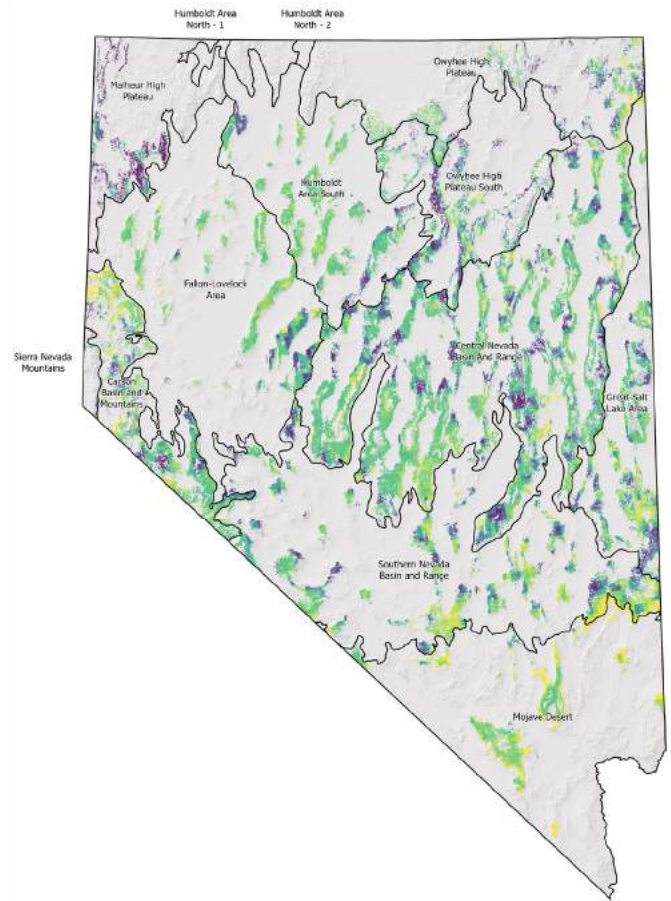 Humboldt Area
North - 1
Humboldt Area
North - 2
Malheur High
Plateau
Owyhee High
Plateau
Humboldt
Area South
Owyhee High
Plateau South
Fallon-Lovelock
Area
Sierra Nevada
Mountains
Central Nevada
Basin And Range
Carson
Basin and
Mountains
Great Salt
Lake Area
Southern Nevada
Basin and Range
Mojave Desert